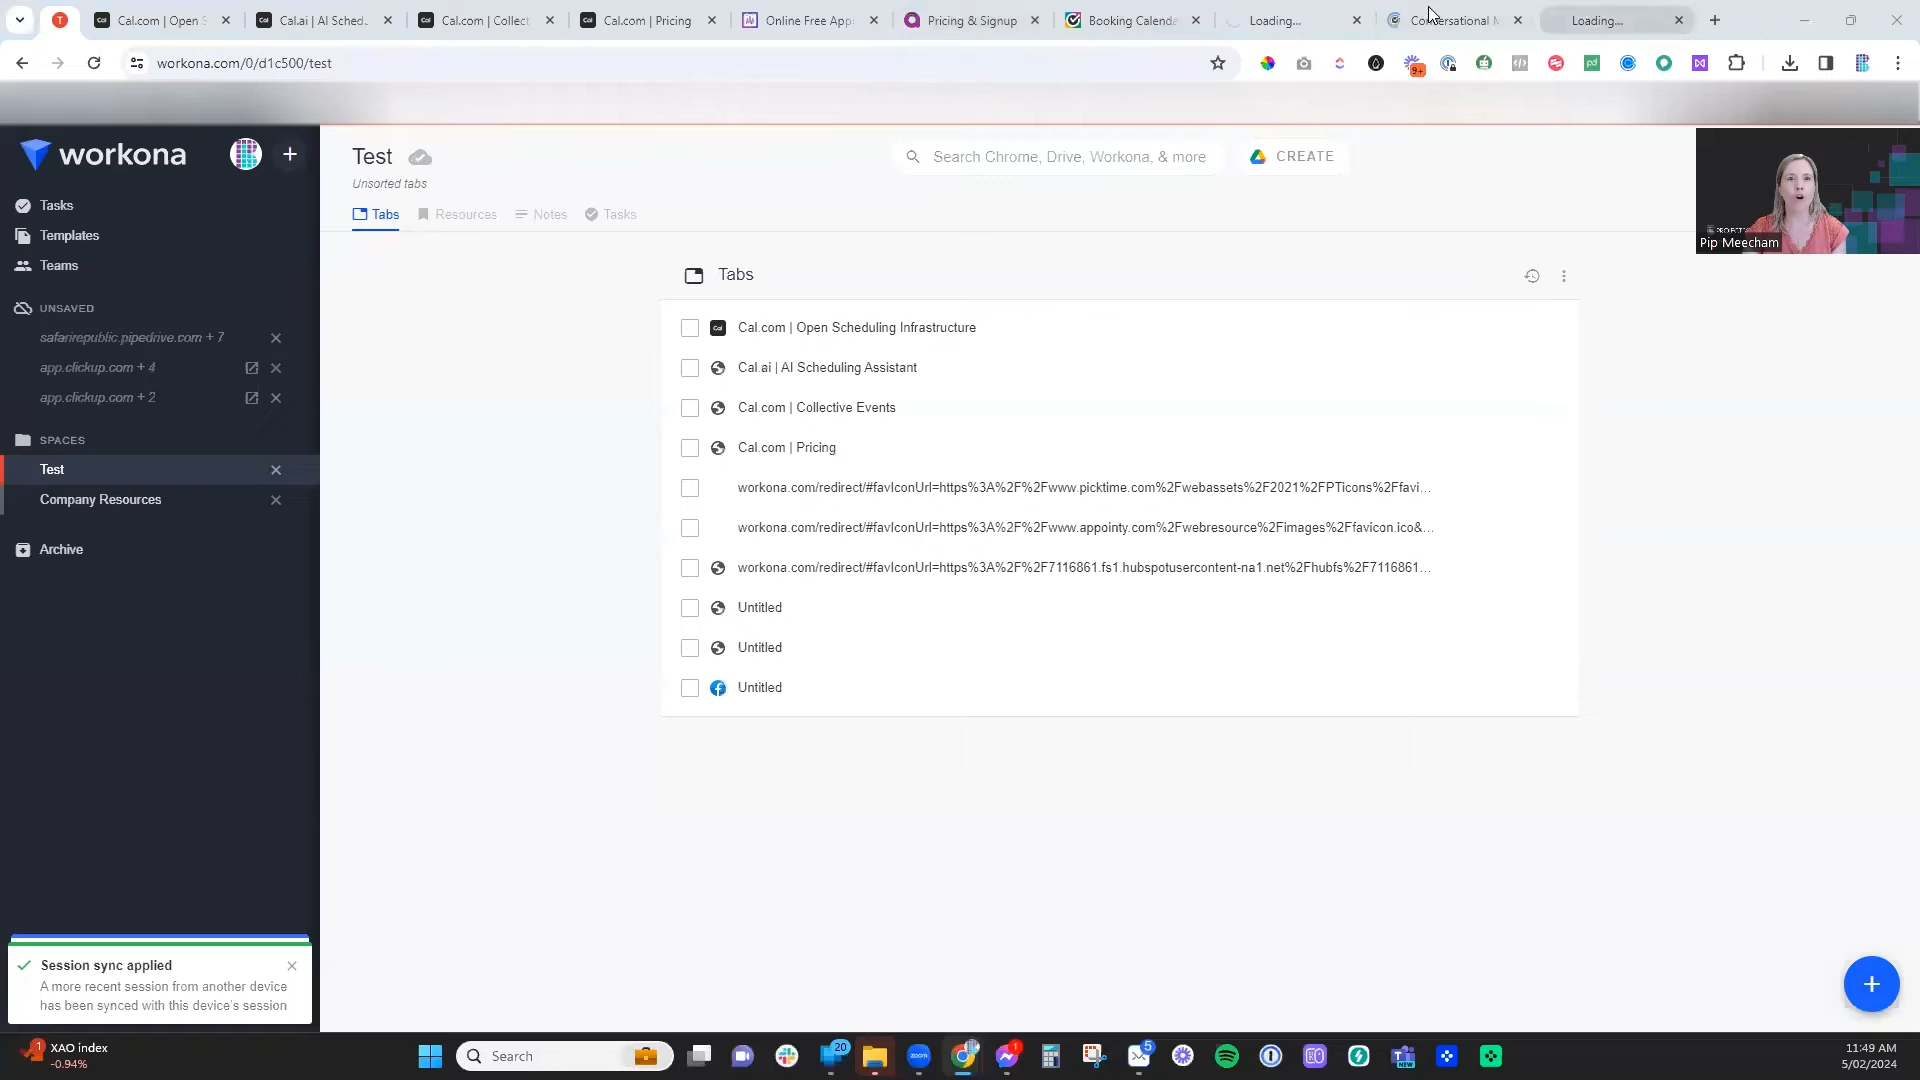 Cal.com | Open S
Cal.ai | AI Sched
Cal.com | Collect
Cal.com | Pricing
Online Free App
Pricing & Signup
Booking Calenda
Loading...
Conversational M
Loading...
workona.com/0/d1c500/test
9+
workona
Test
Unsorted tabs
Search Chrome, Drive, Workona, & more
CREATE
Tabs
Resources
Notes
Tasks
Pip Meecham
Tasks
Templates
Teams
UNSAVED
safarirepublic.pipedrive.com + 7
app.clickup.com + 4
app.clickup.com + 2
SPACES
Test
Company Resources
Archive
Tabs
Cal.com | Open Scheduling Infrastructure
Cal.ai | AI Scheduling Assistant
Cal.com | Collective Events
Cal.com | Pricing
workona.com/redirect/#favIconUrl=https%3A%2F%2Fwww.picktime.com%2Fwebassets%2F2021%2FPTicons%2Ffavi...
workona.com/redirect/#favIconUrl=https%3A%2F%2Fwww.appointy.com%2Fwebresource%2Fimages%2Ffavicon.ico&...
workona.com/redirect/#favIconUrl=https%3A%2F%2F7116861.fs1.hubspotusercontent-na1.net%2Fhubfs%2F7116861...
Untitled
Untitled
Untitled
Session sync applied
A more recent session from another device
has been synced with this device's session
1
XAO index
-0.94%
Search
20
zoom
1
5
NEW
11:49 AM
5/02/2024